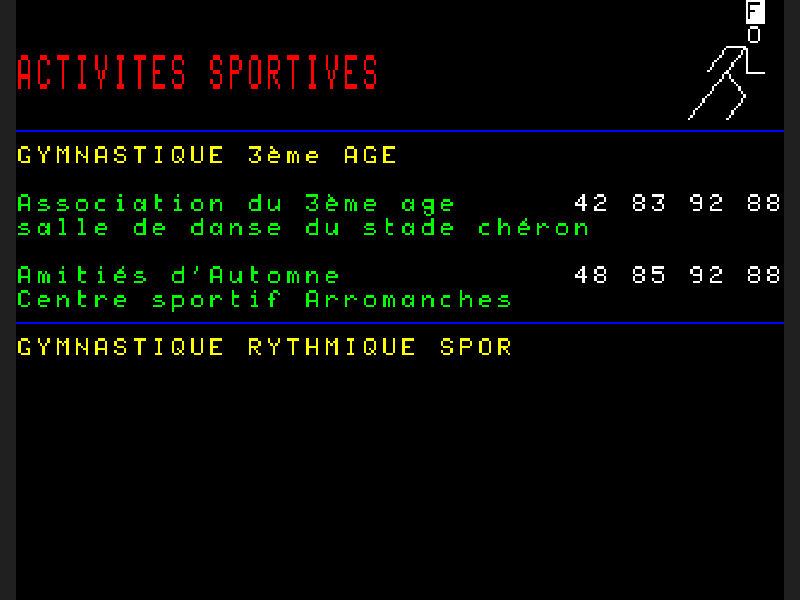 F
ACTIVITES SPORTIVES
GYMNASTIQUE 3ème AGE
Association du 3ème age 42 83 92 88
salle de danse du stade chéron
Amitiés d'Automne 48 85 92 88
Centre sportif Arromanches
GYMNASTIQUE RYTHMIQUE SPOR